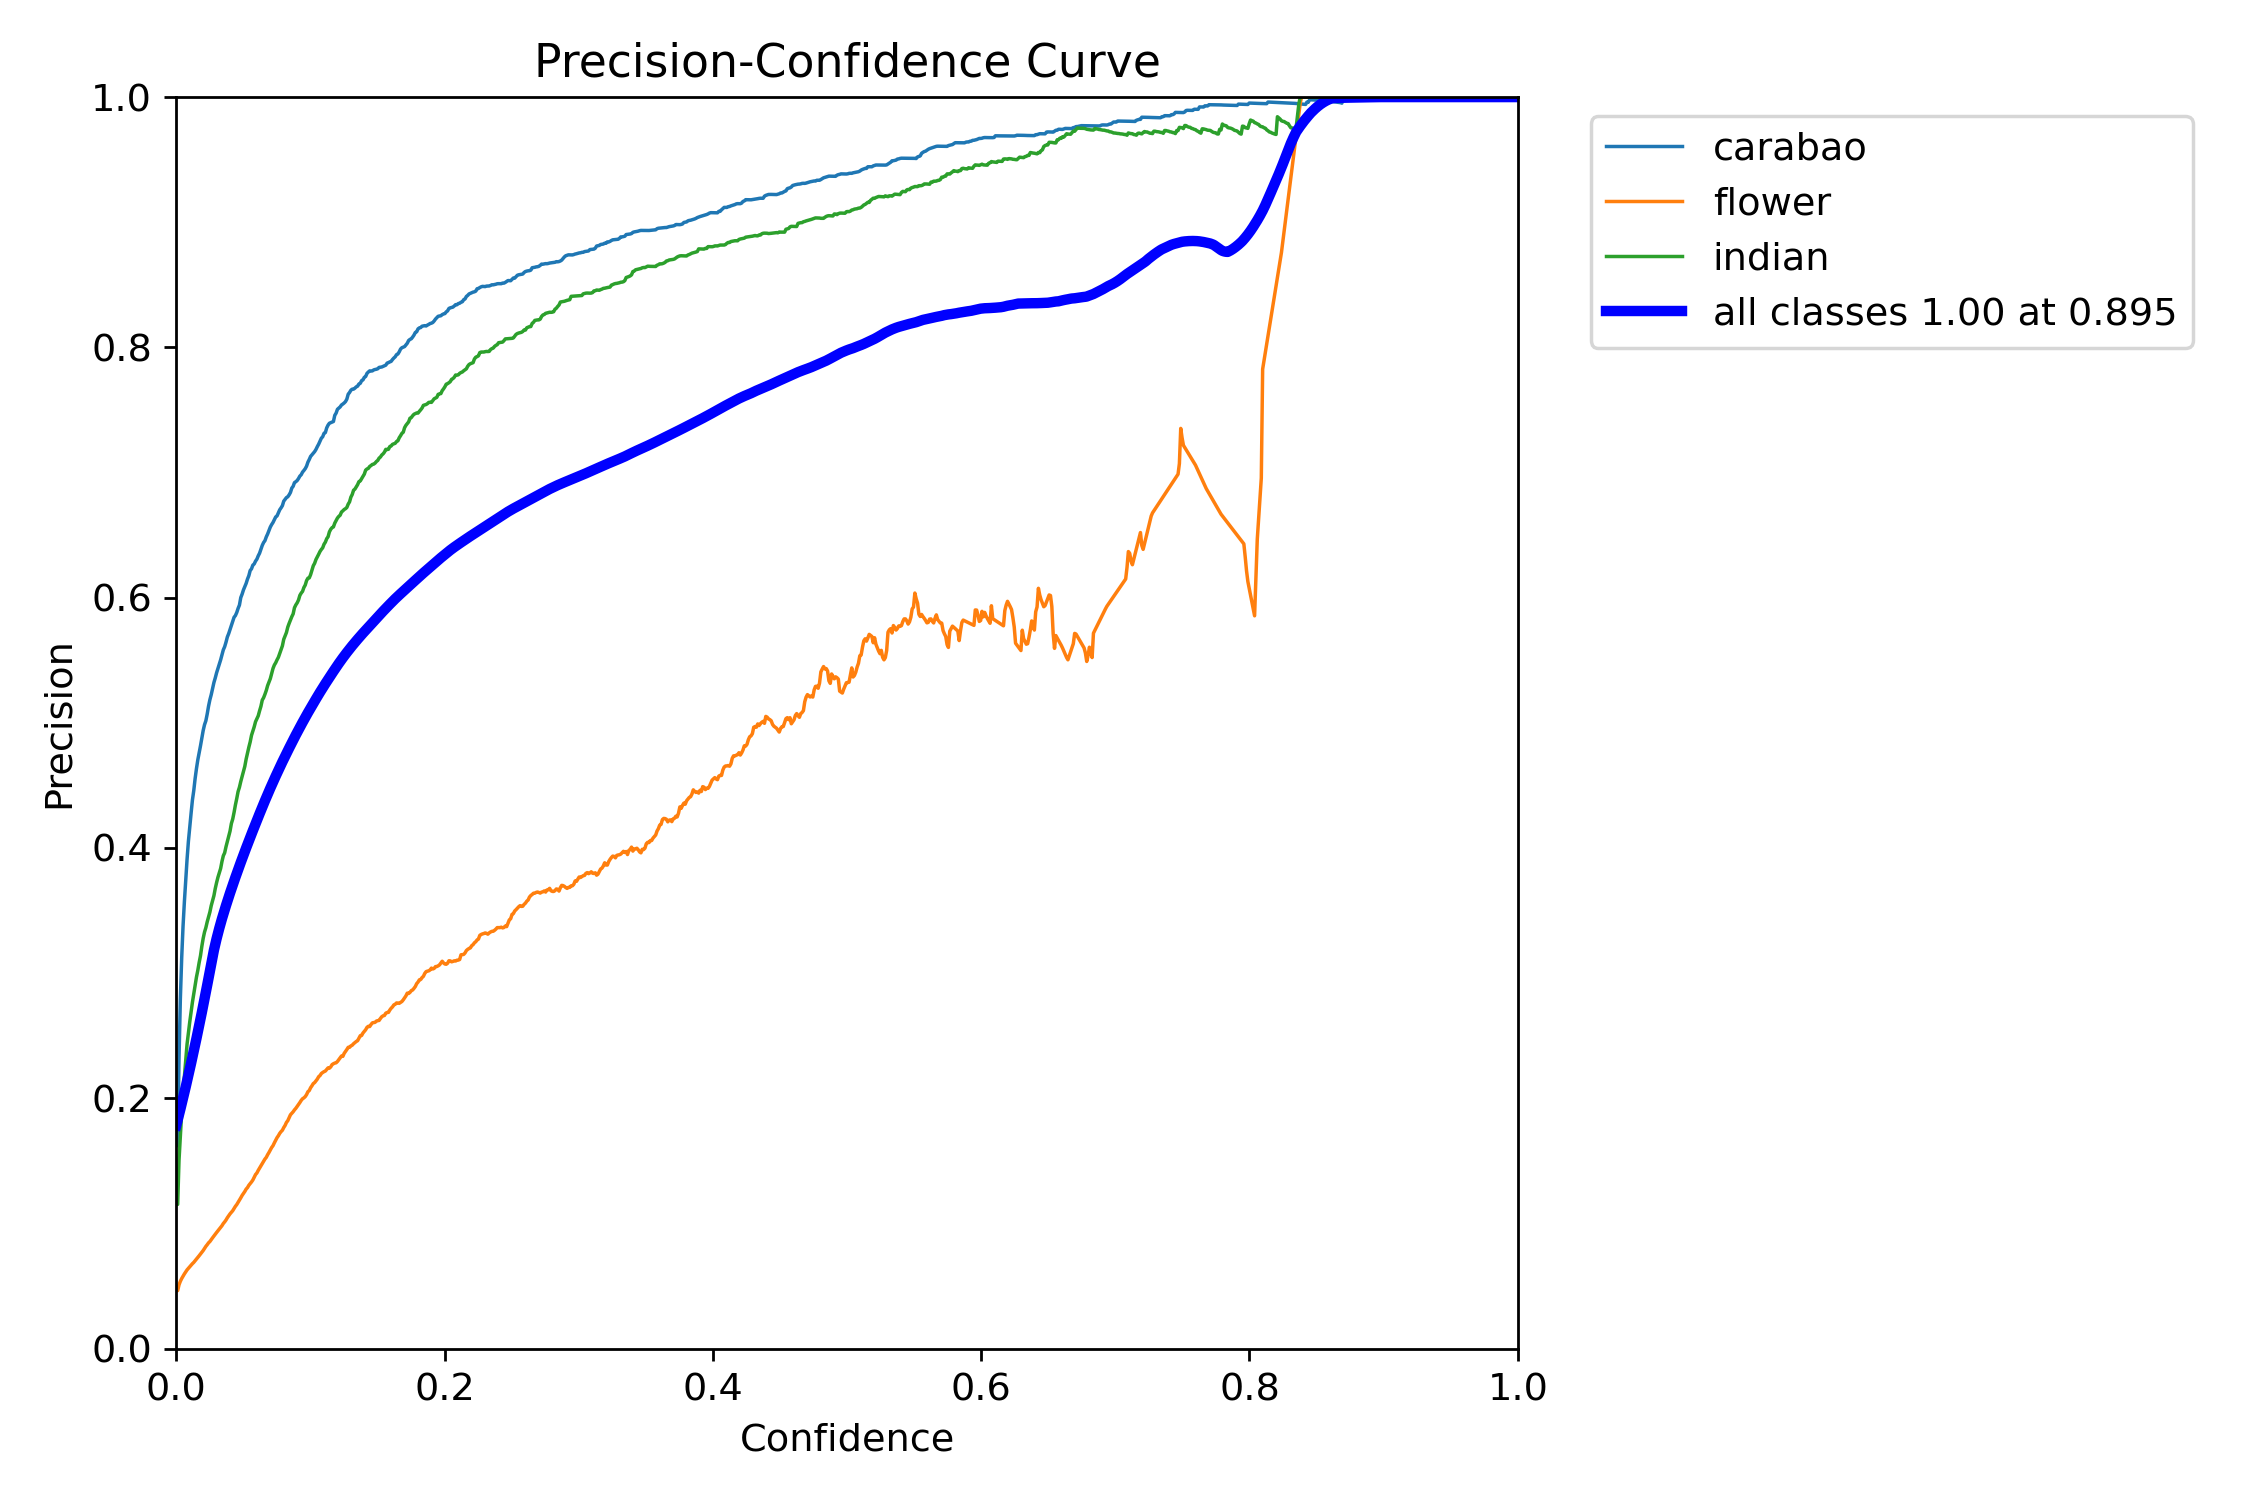 Precision-Confidence Curve
1.0
0.8
0.6
0.4
0.2
0.0
Precision
0.0 0.2 0.4 0.6 0.8 1.0
Confidence
carabao
flower
indian
all classes 1.00 at 0.895